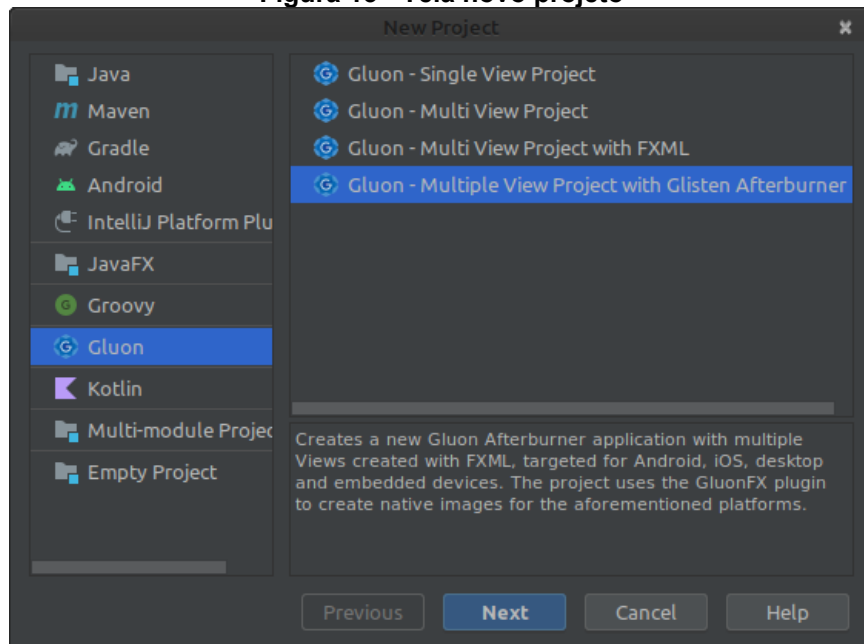 New Project
Java
Maven
Gradle
Android
IntelliJ Platform Plu
JavaFX
Groovy
Gluon
Kotlin
Multi-module Projec
Empty Project
Gluon - Single View Project
Gluon - Multi View Project
Gluon - Multi View Project with FXML
Gluon - Multiple View Project with Glisten Afterburner
Creates a new Gluon Afterburner application with multiple
Views created with FXML, targeted for Android, iOS, desktop
and embedded devices. The project uses the GluonFX plugin
to create native images for the aforementioned platforms.
Previous
Next
Cancel
Help